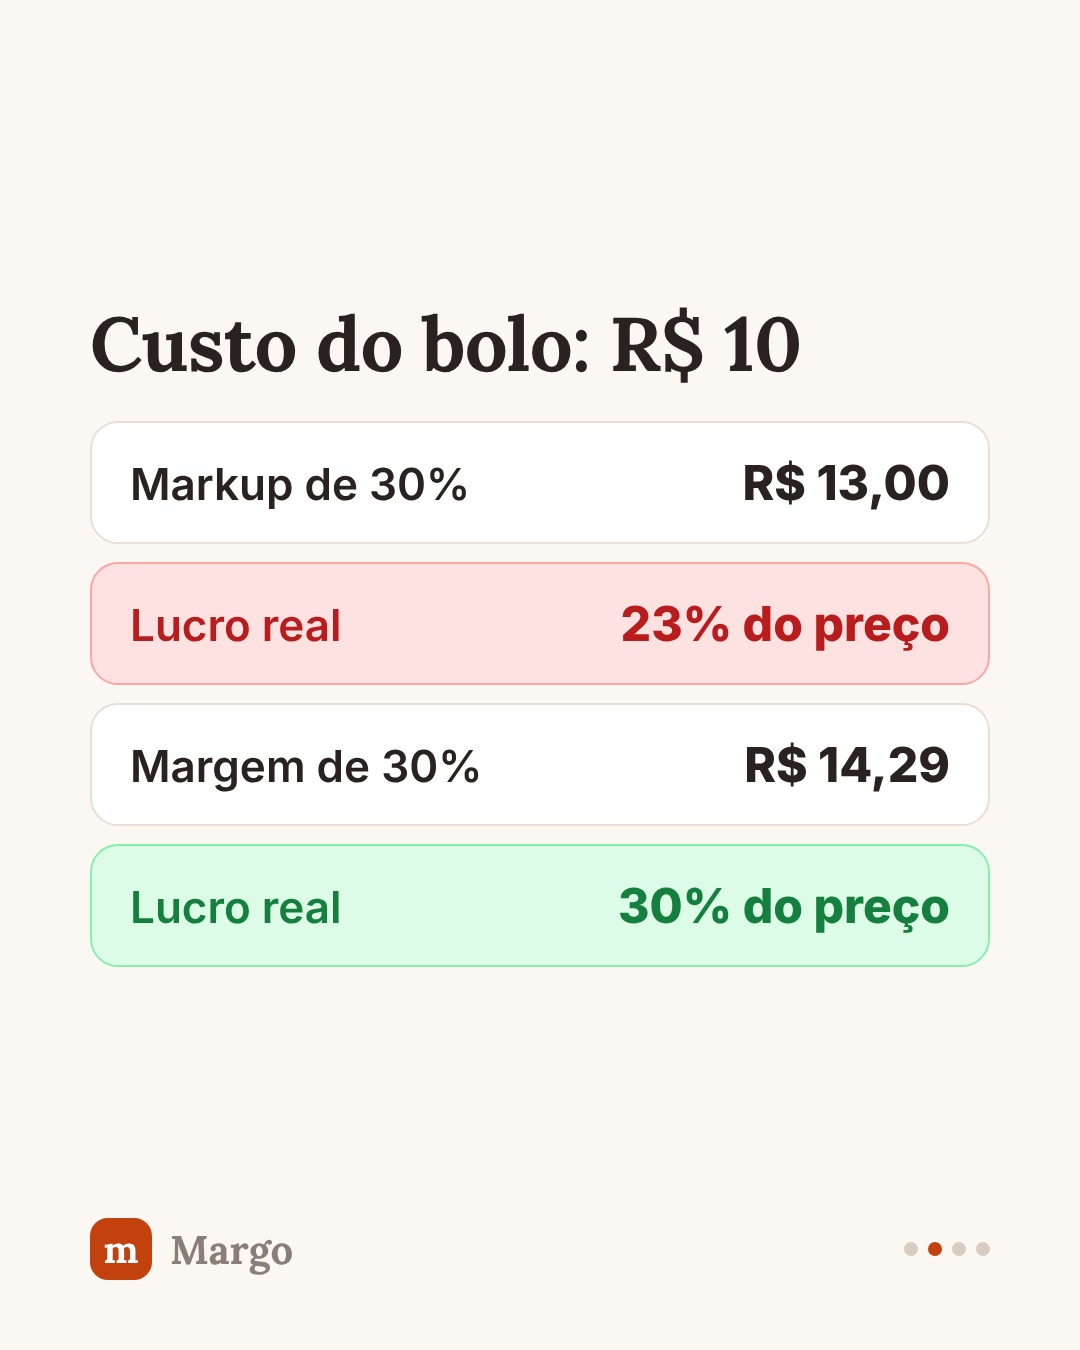 Custo do bolo: R$ 10
Markup de 30% R$ 13,00
Lucro real 23% do preço
Margem de 30% R$ 14,29
Lucro real 30% do preço
m Margo